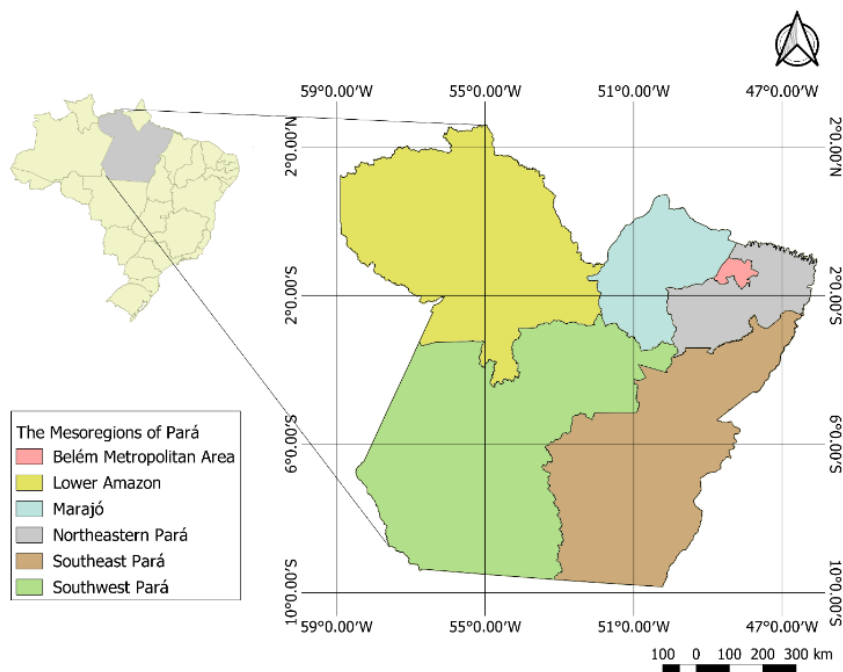 59°0.00′W 55°0.00′W 51°0.00′W 47°0.00′W
2°0.00′N 2°0.00′N
2°0.00′S 2°0.00′S
6°0.00′S 6°0.00′S
10°0.00′S 10°0.00′S
The Mesoregions of Pará
Belém Metropolitan Area
Lower Amazon
Marajó
Northeastern Pará
Southeast Pará
Southwest Pará
59°0.00′W 55°0.00′W 51°0.00′W 47°0.00′W
100 0 100 200 300 km